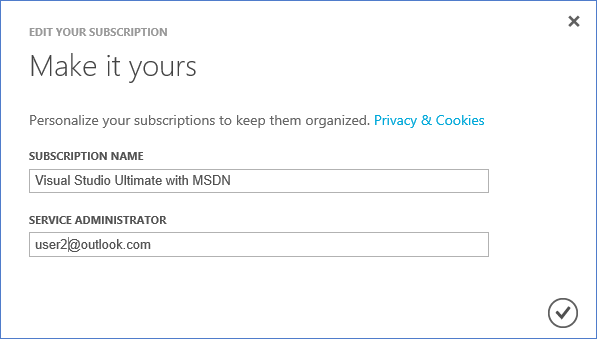 EDIT YOUR SUBSCRIPTION
Make it yours
Personalize your subscriptions to keep them organized. Privacy & Cookies
SUBSCRIPTION NAME
Visual Studio Ultimate with MSDN
SERVICE ADMINISTRATOR
user2@outlook.com